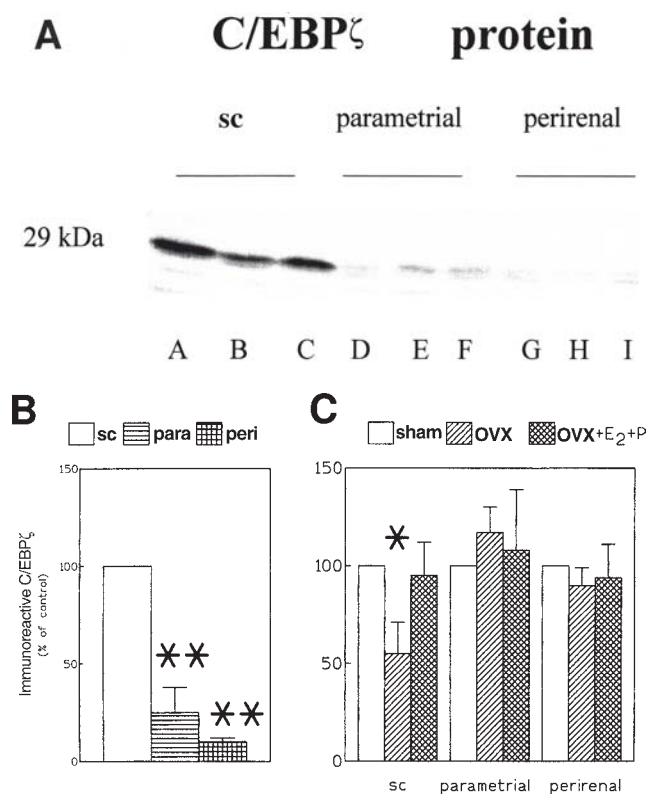 A
C/EBPζ protein
sc parametrial perirenal
29 kDa
A B C D E F G H I
B
sc para peri
Immunoreactive C/EBPζ
(% of control)
150
100
50
0
**
**
C
sham OVX OVX+E₂+P
150
100
50
0
*
sc parametrial perirenal